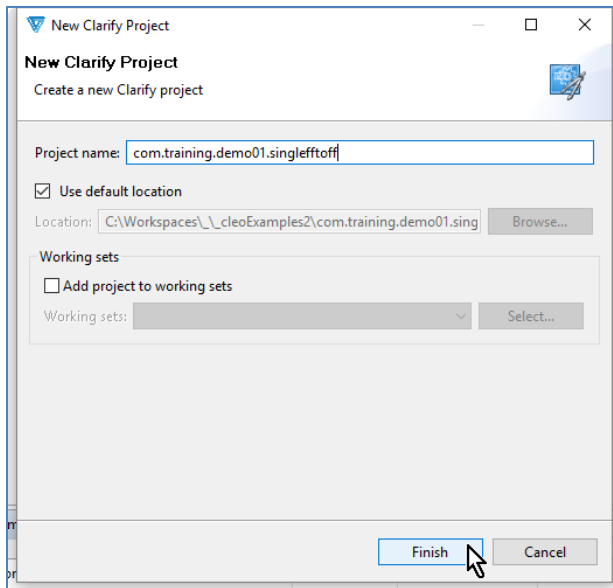 New Clarify Project
New Clarify Project
Create a new Clarify project
Project name: com.training.demo01.singlefftoff
Use default location
Location: C:\Workspaces\_\_cleoExamples2\com.training.demo01.sing Browse...
Working sets
Add project to working sets
Working sets: Select...
Finish Cancel